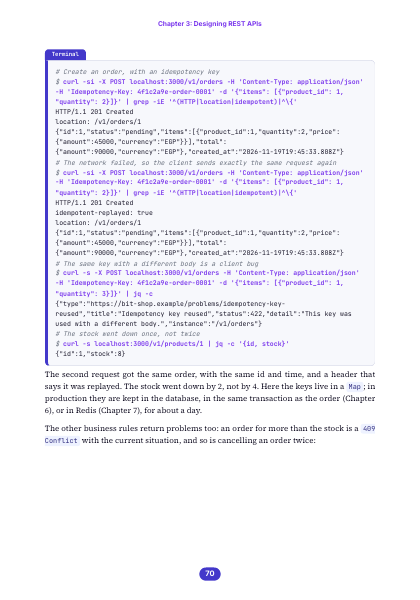 Chapter 3: Designing REST APIs
Terminal
# Create an order, with an idempotency key
$ curl -si -X POST localhost:3000/v1/orders -H 'Content-Type: application/json'
-H 'Idempotency-Key: 4f1c2a9e-order-0001' -d '{"items": [{"product_id": 1,
"quantity": 2}]}' | grep -iE '^(HTTP|location|idempotent)|^\{'
HTTP/1.1 201 Created
location: /v1/orders/1
{"id":1,"status":"pending","items":[{"product_id":1,"quantity":2,"price":
{"amount":45000,"currency":"EGP"}}],"total":
{"amount":90000,"currency":"EGP"},"created_at":"2026-11-19T19:45:33.808Z"}
# The network failed, so the client sends exactly the same request again
$ curl -si -X POST localhost:3000/v1/orders -H 'Content-Type: application/json'
-H 'Idempotency-Key: 4f1c2a9e-order-0001' -d '{"items": [{"product_id": 1,
"quantity": 2}]}' | grep -iE '^(HTTP|location|idempotent)|^\{'
HTTP/1.1 201 Created
idempotent-replayed: true
location: /v1/orders/1
{"id":1,"status":"pending","items":[{"product_id":1,"quantity":2,"price":
{"amount":45000,"currency":"EGP"}}],"total":
{"amount":90000,"currency":"EGP"},"created_at":"2026-11-19T19:45:33.808Z"}
# The same key with a different body is a client bug
$ curl -s -X POST localhost:3000/v1/orders -H 'Content-Type: application/json'
-H 'Idempotency-Key: 4f1c2a9e-order-0001' -d '{"items": [{"product_id": 1,
"quantity": 3}]}' | jq -c
{"type":"https://bit-shop.example/problems/idempotency-key-
reused","title":"Idempotency key reused","status":422,"detail":"This key was
used with a different body.","instance":"/v1/orders"}
# The stock went down once, not twice
$ curl -s localhost:3000/v1/products/1 | jq -c '{id, stock}'
{"id":1,"stock":8}
The second request got the same order, with the same id and time, and a header that
says it was replayed. The stock went down by 2, not by 4. Here the keys live in a Map; in
production they are kept in the database, in the same transaction as the order (Chapter
6), or in Redis (Chapter 7), for about a day.
The other business rules return problems too: an order for more than the stock is a 409
Conflict with the current situation, and so is cancelling an order twice:
70